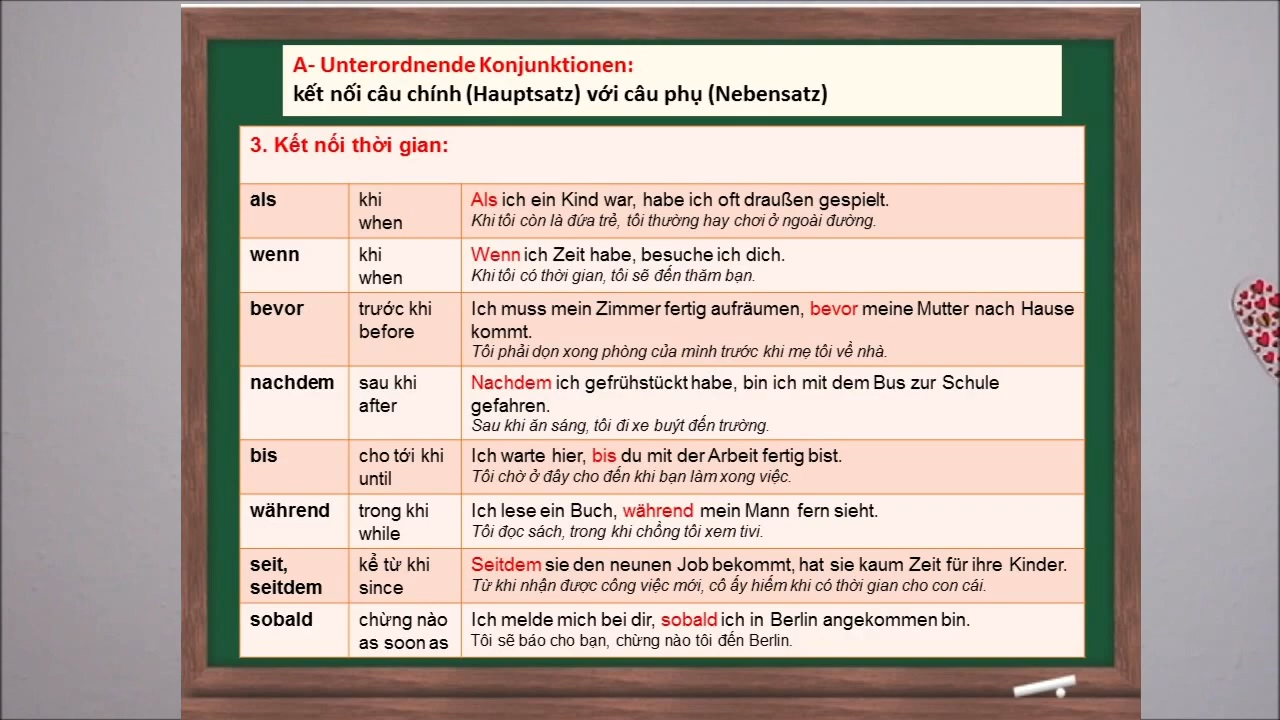 A- Unterordnende Konjunktionen:
kết nối câu chính (Hauptsatz) với câu phụ (Nebensatz)
3. Kết nối thời gian:
als
khi
when
Als ich ein Kind war, habe ich oft draußen gespielt.
Khi tôi còn là đứa trẻ, tôi thường hay chơi ở ngoài đường.
wenn
khi
when
Wenn ich Zeit habe, besuche ich dich.
Khi tôi có thời gian, tôi sẽ đến thăm bạn.
bevor
trước khi
before
Ich muss mein Zimmer fertig aufräumen, bevor meine Mutter nach Hause
kommt.
Tôi phải dọn xong phòng của mình trước khi mẹ tôi về nhà.
nachdem
sau khi
after
Nachdem ich gefrühstückt habe, bin ich mit dem Bus zur Schule
gefahren.
Sau khi ăn sáng, tôi đi xe buýt đến trường.
bis
cho tới khi
until
Ich warte hier, bis du mit der Arbeit fertig bist.
Tôi chờ ở đây cho đến khi bạn làm xong việc.
während
trong khi
while
Ich lese ein Buch, während mein Mann fern sieht.
Tôi đọc sách, trong khi chồng tôi xem tivi.
seit,
seitdem
kể từ khi
since
Seitdem sie den neunen Job bekommt, hat sie kaum Zeit für ihre Kinder.
Từ khi nhận được công việc mới, cô ấy hiếm khi có thời gian cho con cái.
sobald
chừng nào
as soon as
Ich melde mich bei dir, sobald ich in Berlin angekommen bin.
Tôi sẽ báo cho bạn, chừng nào tôi đến Berlin.